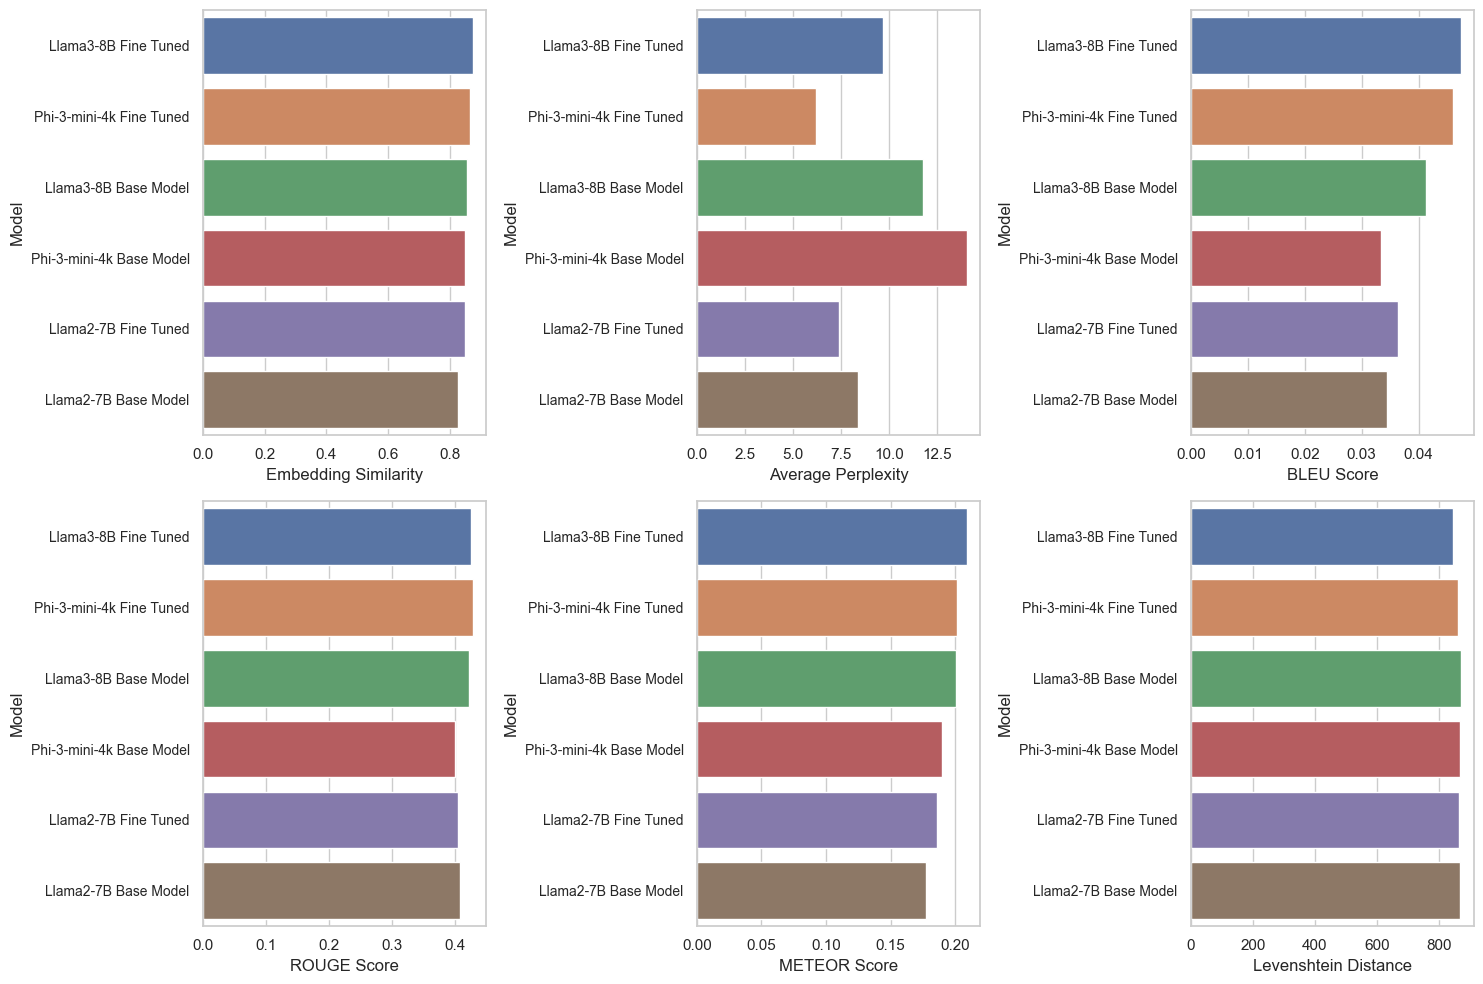 Model
Llama3-8B Fine Tuned
Phi-3-mini-4k Fine Tuned
Llama3-8B Base Model
Phi-3-mini-4k Base Model
Llama2-7B Fine Tuned
Llama2-7B Base Model
0.0 0.2 0.4 0.6 0.8
Embedding Similarity
Model
Llama3-8B Fine Tuned
Phi-3-mini-4k Fine Tuned
Llama3-8B Base Model
Phi-3-mini-4k Base Model
Llama2-7B Fine Tuned
Llama2-7B Base Model
0.0 2.5 5.0 7.5 10.0 12.5
Average Perplexity
Model
Llama3-8B Fine Tuned
Phi-3-mini-4k Fine Tuned
Llama3-8B Base Model
Phi-3-mini-4k Base Model
Llama2-7B Fine Tuned
Llama2-7B Base Model
0.00 0.01 0.02 0.03 0.04
BLEU Score
Model
Llama3-8B Fine Tuned
Phi-3-mini-4k Fine Tuned
Llama3-8B Base Model
Phi-3-mini-4k Base Model
Llama2-7B Fine Tuned
Llama2-7B Base Model
0.0 0.1 0.2 0.3 0.4
ROUGE Score
Model
Llama3-8B Fine Tuned
Phi-3-mini-4k Fine Tuned
Llama3-8B Base Model
Phi-3-mini-4k Base Model
Llama2-7B Fine Tuned
Llama2-7B Base Model
0.00 0.05 0.10 0.15 0.20
METEOR Score
Model
Llama3-8B Fine Tuned
Phi-3-mini-4k Fine Tuned
Llama3-8B Base Model
Phi-3-mini-4k Base Model
Llama2-7B Fine Tuned
Llama2-7B Base Model
0 200 400 600 800
Levenshtein Distance